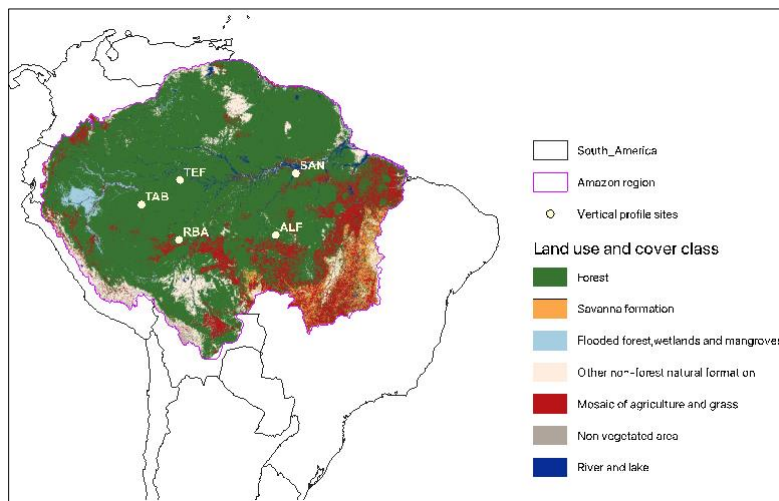 SAN
TEF
TAB
RBA
ALF
South_America
Amazon region
Vertical profile sites
Land use and cover class
Forest
Savanna formation
Flooded forest,wetlands and mangroves
Other non-forest natural formation
Mosaic of agriculture and grass
Non vegetated area
River and lake